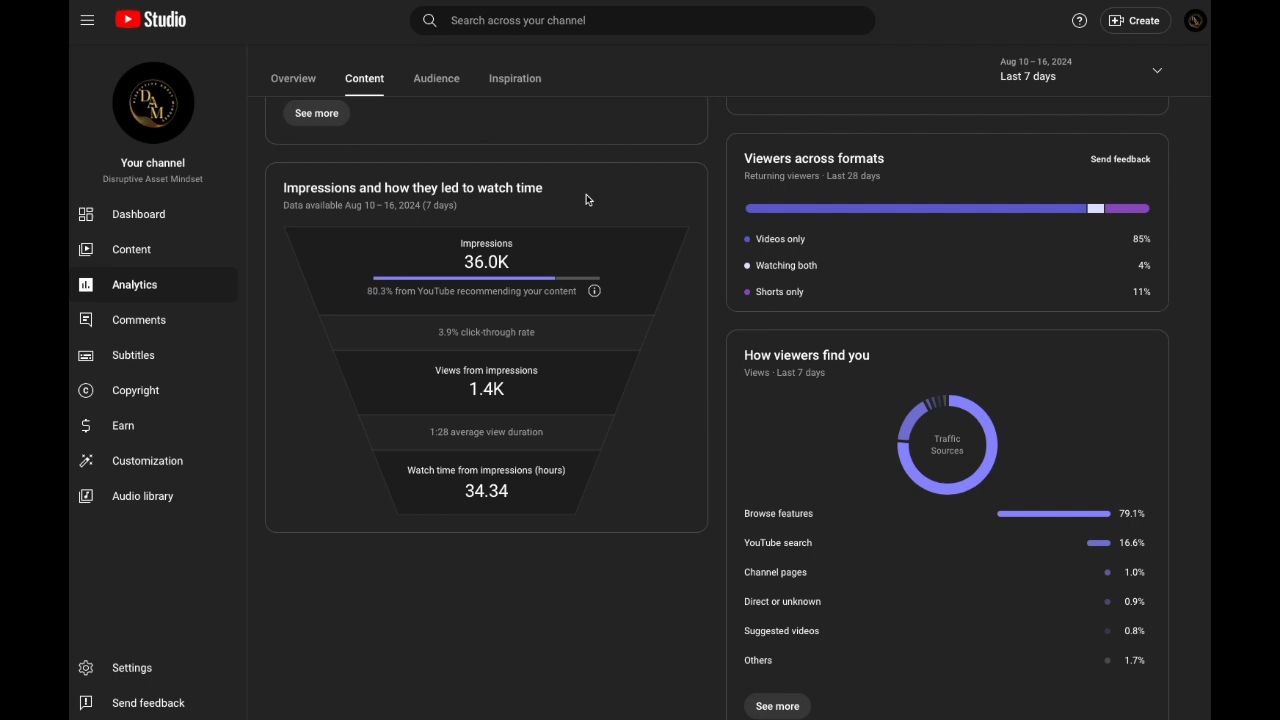 Studio
Search across your channel
?
Create
DAM
Your channel
Disruptive Asset Mindset
Dashboard
Content
Analytics
Comments
Subtitles
Copyright
Earn
Customization
Audio library
Settings
Send feedback
Overview
Content
Audience
Inspiration
Aug 10 – 16, 2024
Last 7 days
See more
Impressions and how they led to watch time
Data available Aug 10 – 16, 2024 (7 days)
Impressions
36.0K
80.3% from YouTube recommending your content
3.9% click-through rate
Views from impressions
1.4K
1:28 average view duration
Watch time from impressions (hours)
34.34
Viewers across formats
Send feedback
Returning viewers · Last 28 days
Videos only 85%
Watching both 4%
Shorts only 11%
How viewers find you
Views · Last 7 days
Traffic
Sources
Browse features 79.1%
YouTube search 16.6%
Channel pages 1.0%
Direct or unknown 0.9%
Suggested videos 0.8%
Others 1.7%
See more